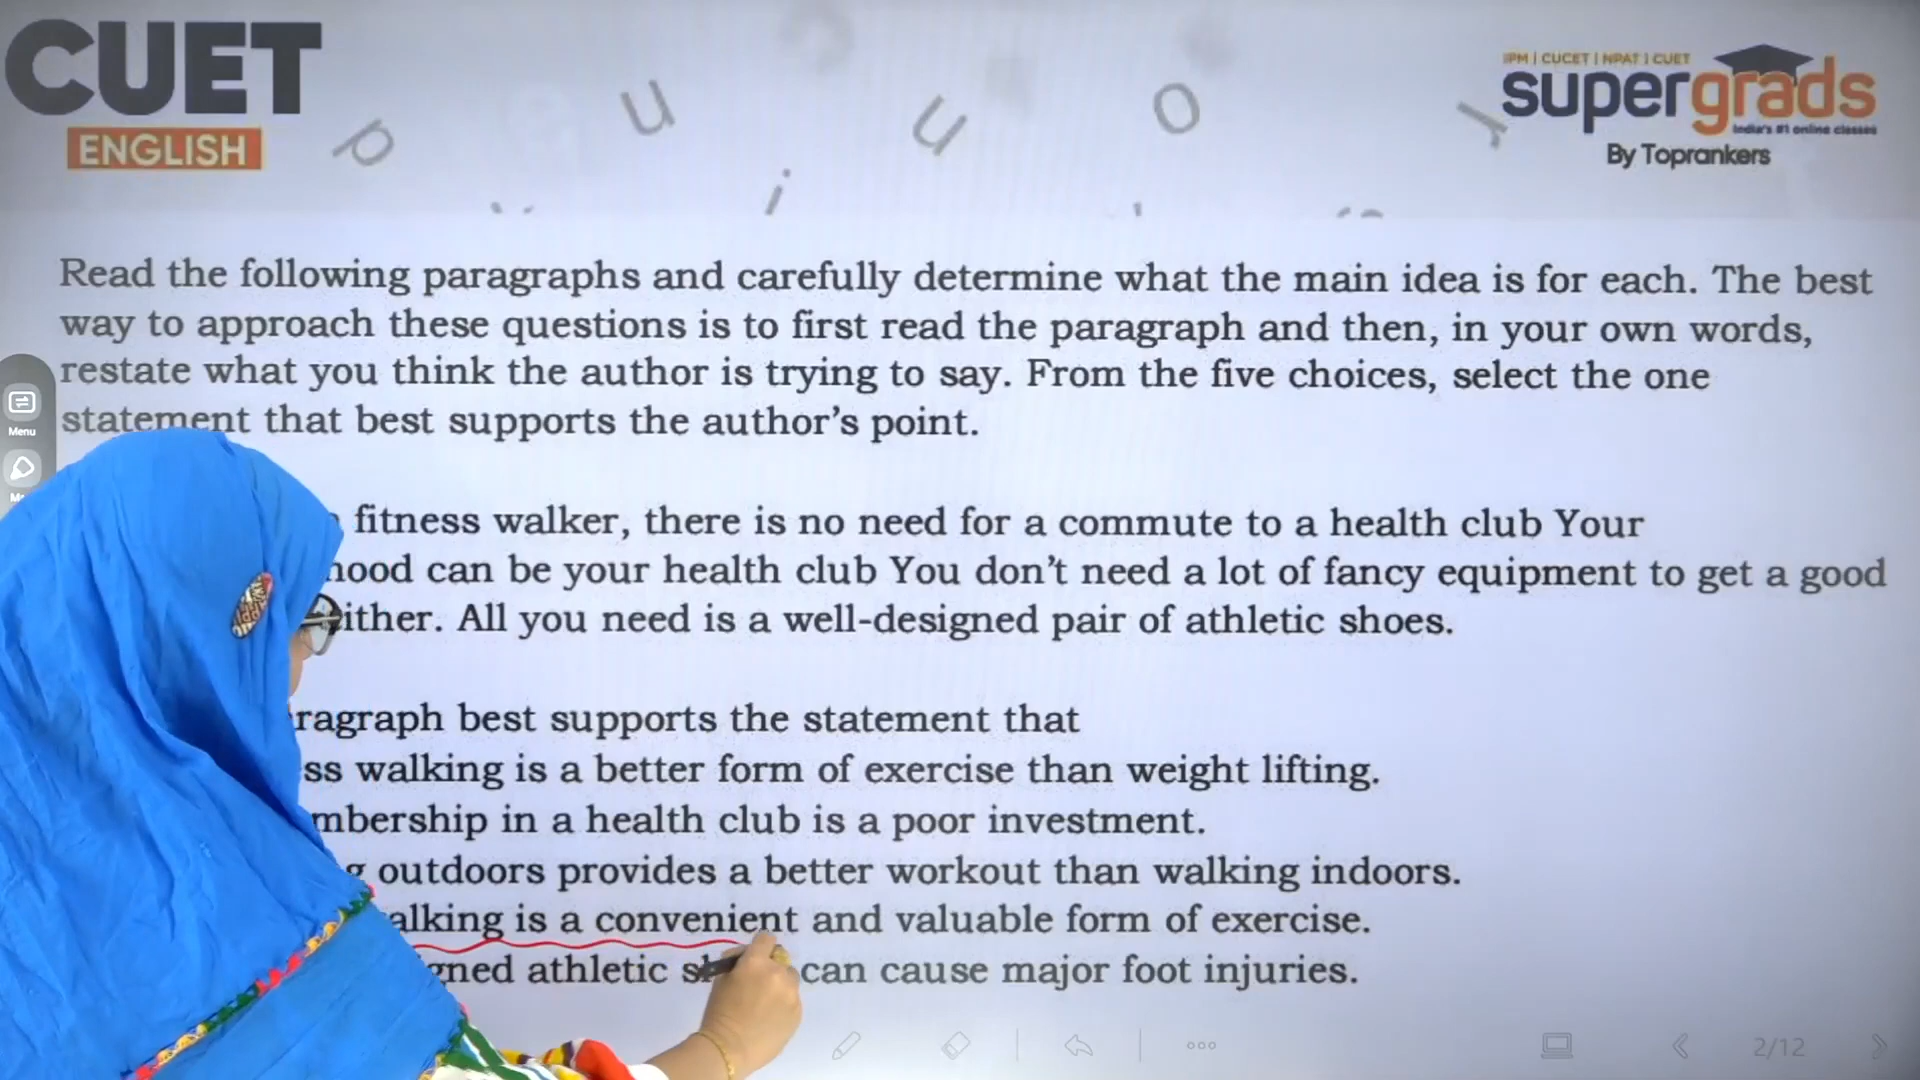 CUET
ENGLISH
IPM | CUCET | NPAT | CUET
supergrads
India's #1 online classes
By Toprankers
Read the following paragraphs and carefully determine what the main idea is for each. The best
way to approach these questions is to first read the paragraph and then, in your own words,
restate what you think the author is trying to say. From the five choices, select the one
statement that best supports the author's point.
Menu
fitness walker, there is no need for a commute to a health club Your
hood can be your health club You don't need a lot of fancy equipment to get a good
ither. All you need is a well-designed pair of athletic shoes.
ragraph best supports the statement that
ss walking is a better form of exercise than weight lifting.
mbership in a health club is a poor investment.
g outdoors provides a better workout than walking indoors.
alking is a convenient and valuable form of exercise.
gned athletic can cause major foot injuries.
2/12